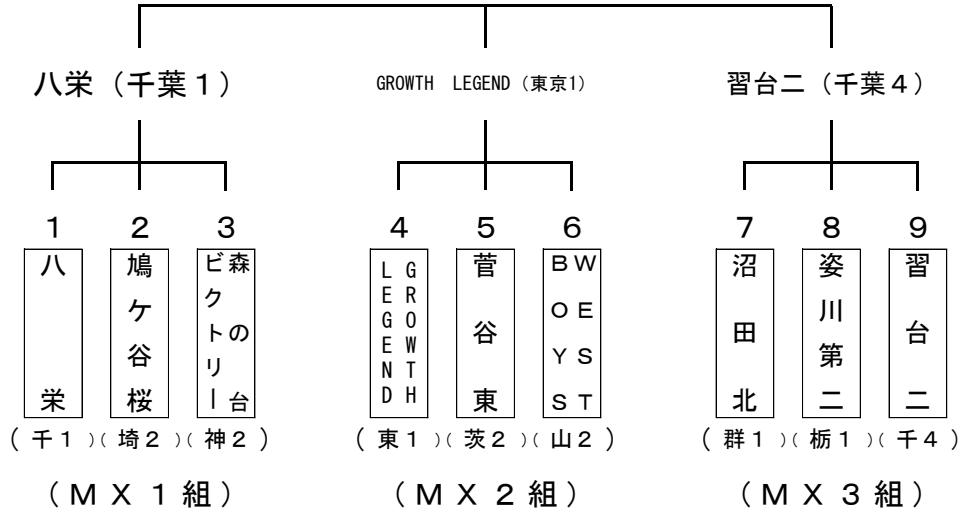 八栄（千葉１）
GROWTH LEGEND（東京1）
習台二（千葉４）
１
２
３
４
５
６
７
８
９
八栄
鳩ケ谷桜
森の台
ビクトリー
GROWTH
LEGEND
菅谷東
WEST
BOYS
沼田北
姿川第二
習台二
（千１）（埼２）（神２）
（東１）（茨２）（山２）
（群１）（栃１）（千４）
（ＭＸ１組）
（ＭＸ２組）
（ＭＸ３組）